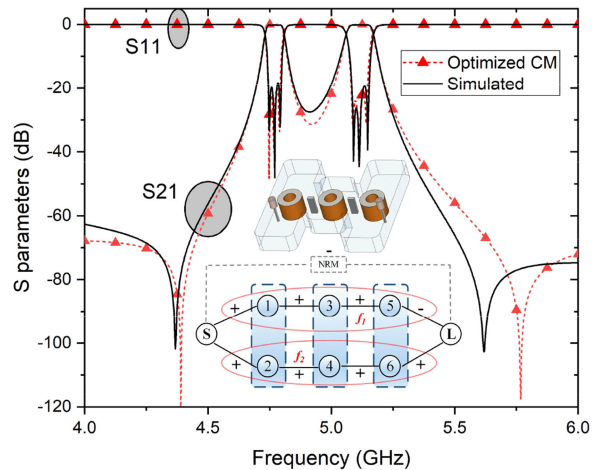 0
-20
-40
-60
-80
-100
-120
S parameters (dB)
S11
S21
Optimized CM
Simulated
-
NRM
+ 1 + 3 + 5 -
f1
S L
f2
+ 2 + 4 + 6 +
4.0 4.5 5.0 5.5 6.0
Frequency (GHz)